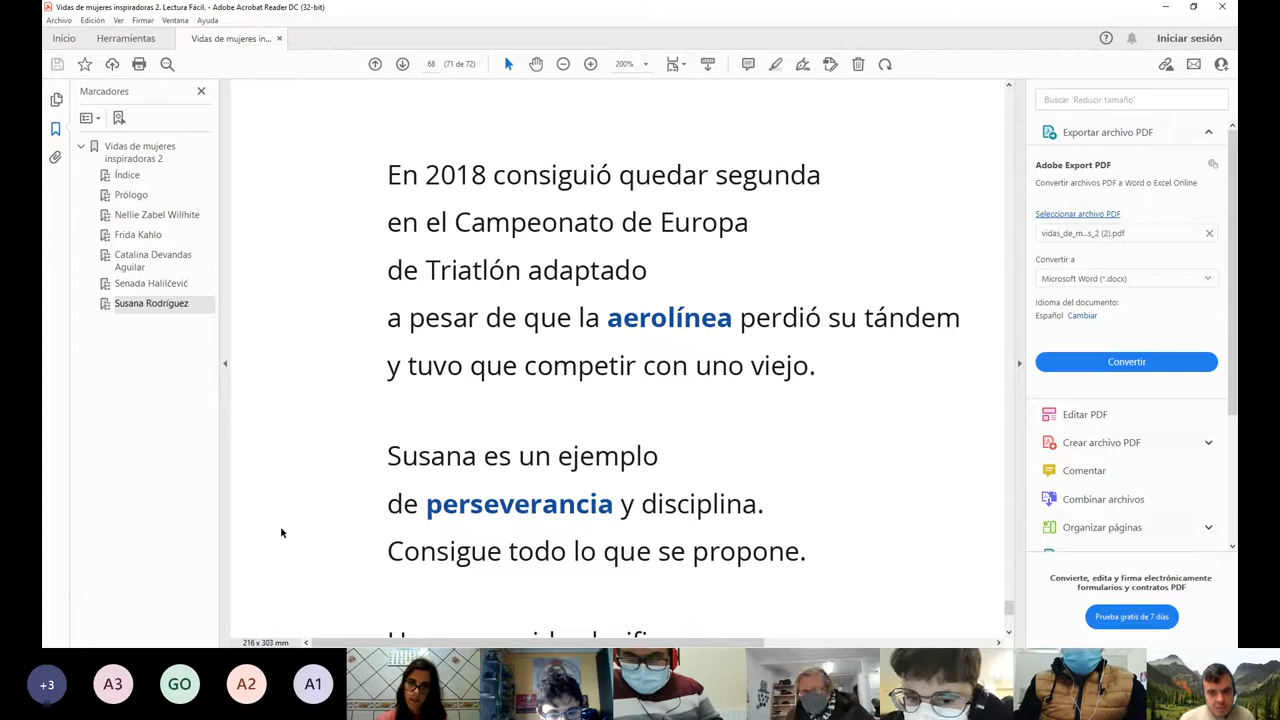 Vidas de mujeres inspiradoras 2. Lectura Fácil. - Adobe Acrobat Reader DC (32-bit)
Archivo Edición Ver Firmar Ventana Ayuda
Inicio Herramientas Vidas de mujeres in... × Iniciar sesión
68 (71 de 72) 200%
Marcadores
Vidas de mujeres
inspiradoras 2
Índice
Prólogo
Nellie Zabel Willhite
Frida Kahlo
Catalina Devandas
Aguilar
Senada Halilčević
Susana Rodríguez
En 2018 consiguió quedar segunda
en el Campeonato de Europa
de Triatlón adaptado
a pesar de que la aerolínea perdió su tándem
y tuvo que competir con uno viejo.
Susana es un ejemplo
de perseverancia y disciplina.
Consigue todo lo que se propone.
216 x 303 mm
Buscar 'Reducir tamaño'
Exportar archivo PDF
Adobe Export PDF
Convertir archivos PDF a Word o Excel Online
Seleccionar archivo PDF
vidas_de_m...s_2 (2).pdf
Convertir a
Microsoft Word (*.docx)
Idioma del documento:
Español Cambiar
Convertir
Editar PDF
Crear archivo PDF
Comentar
Combinar archivos
Organizar páginas
Convierte, edita y firma electrónicamente
formularios y contratos PDF
Prueba gratis de 7 días
+3 A3 GO A2 A1